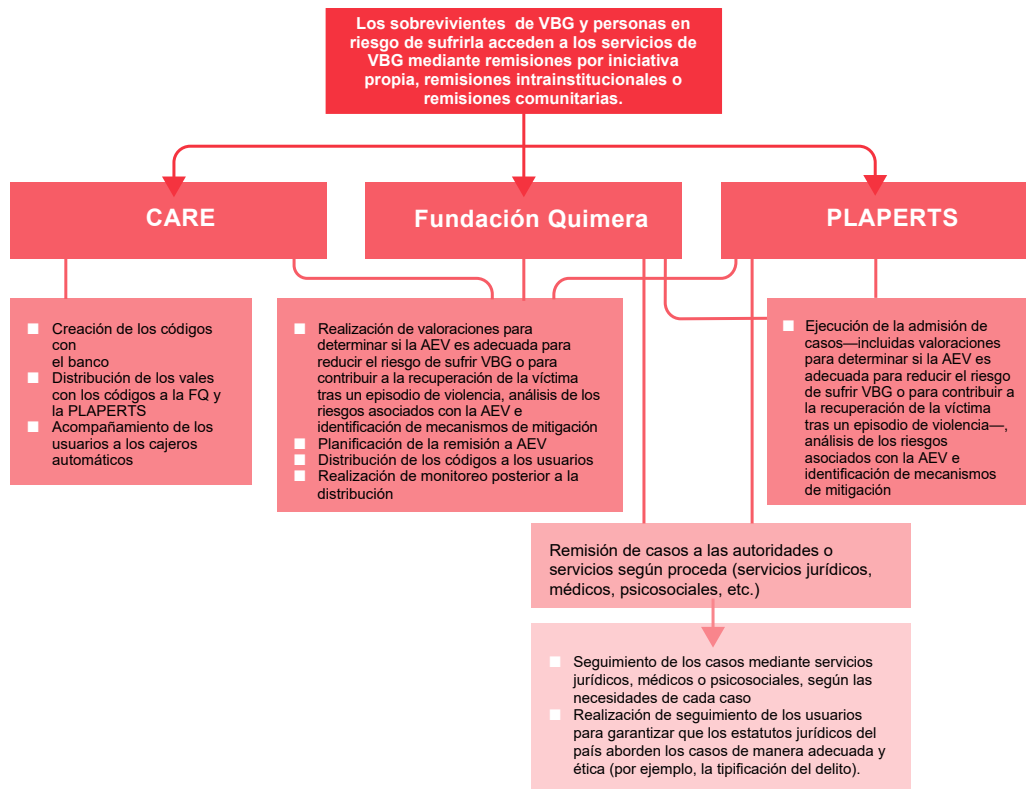 Los sobrevivientes de VBG y personas en
riesgo de sufrirla acceden a los servicios de
VBG mediante remisiones por iniciativa
propia, remisiones intrainstitucionales o
remisiones comunitarias.
CARE
Fundación Quimera
PLAPERTS
Creación de los códigos
con
el banco
Distribución de los vales
con los códigos a la FQ y
la PLAPERTS
Acompañamiento de los
usuarios a los cajeros
automáticos
Realización de valoraciones para
determinar si la AEV es adecuada para
reducir el riesgo de sufrir VBG o para
contribuir a la recuperación de la víctima
tras un episodio de violencia, análisis de los
riesgos asociados con la AEV e
identificación de mecanismos de mitigación
Planificación de la remisión a AEV
Distribución de los códigos a los usuarios
Realización de monitoreo posterior a la
distribución
Ejecución de la admisión de
casos—incluidas valoraciones
para determinar si la AEV es
adecuada para reducir el riesgo
de sufrir VBG o para contribuir a
la recuperación de la víctima
tras un episodio de violencia—,
análisis de los riesgos
asociados con la AEV e
identificación de mecanismos
de mitigación
Remisión de casos a las autoridades o
servicios según proceda (servicios jurídicos,
médicos, psicosociales, etc.)
Seguimiento de los casos mediante servicios
jurídicos, médicos o psicosociales, según las
necesidades de cada caso
Realización de seguimiento de los usuarios
para garantizar que los estatutos jurídicos del
país aborden los casos de manera adecuada y
ética (por ejemplo, la tipificación del delito).